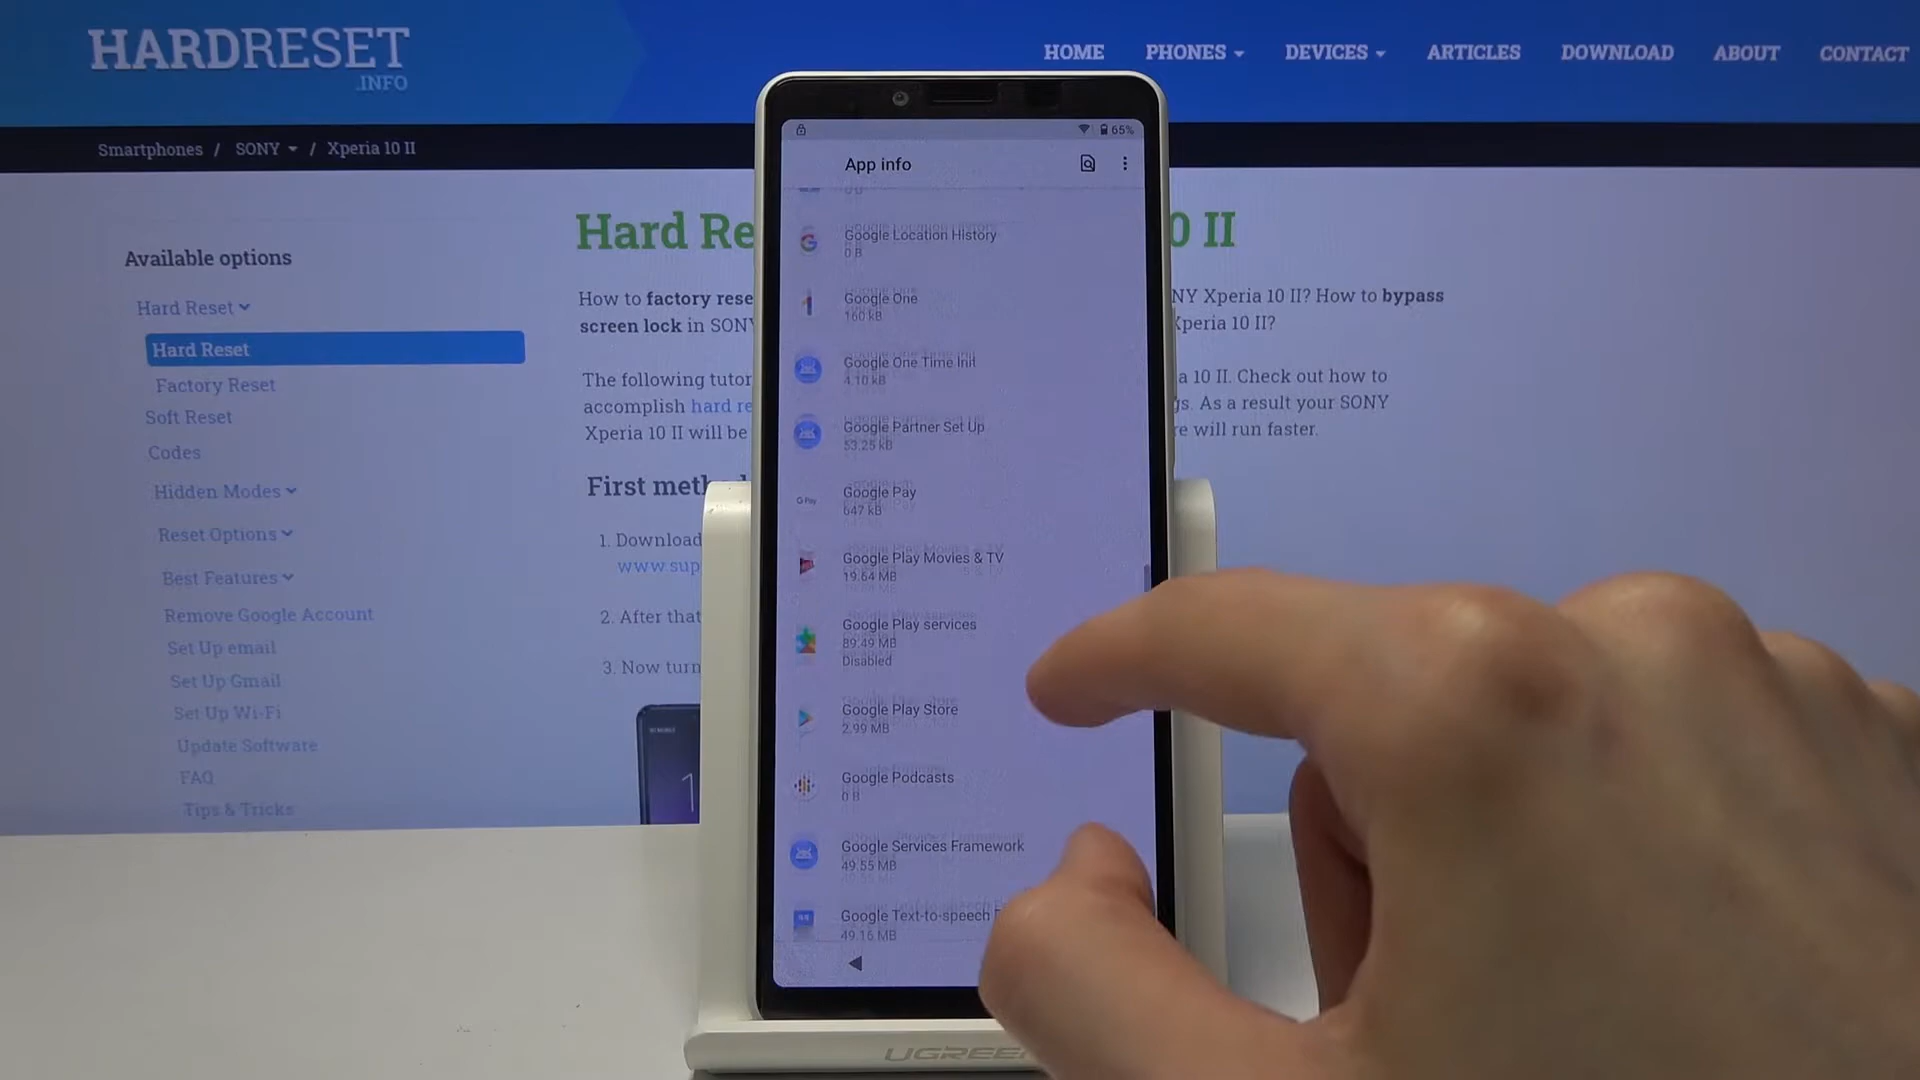 HARDRESET
.INFO
HOME PHONES DEVICES ARTICLES DOWNLOAD ABOUT CONTACT
Smartphones / SONY / Xperia 10 II
Available options
Hard Reset
Hard Reset
Factory Reset
Soft Reset
Codes
Hidden Modes
Reset Options
Best Features
Remove Google Account
Set Up email
Set Up Gmail
Set Up Wi-Fi
Update Software
FAQ
Tips & Tricks
Hard Re
0 II
How to factory rese
NY Xperia 10 II? How to bypass
screen lock in SONY
Xperia 10 II?
The following tutor
a 10 II. Check out how to
accomplish hard re
gs. As a result your SONY
Xperia 10 II will be
re will run faster.
First meth
1. Download
www.sup
2. After that
3. Now turn
65%
App info
0 B
Google Location History
0 B
Google One
160 kB
Google One Time Init
4.10 kB
Google Partner Set Up
53.25 kB
G Pay
Google Pay
647 kB
Google Play Movies & TV
19.64 MB
Google Play services
89.49 MB
Disabled
Google Play Store
2.99 MB
Google Podcasts
0 B
Google Services Framework
49.55 MB
Google Text-to-speech
49.16 MB
UGREEN